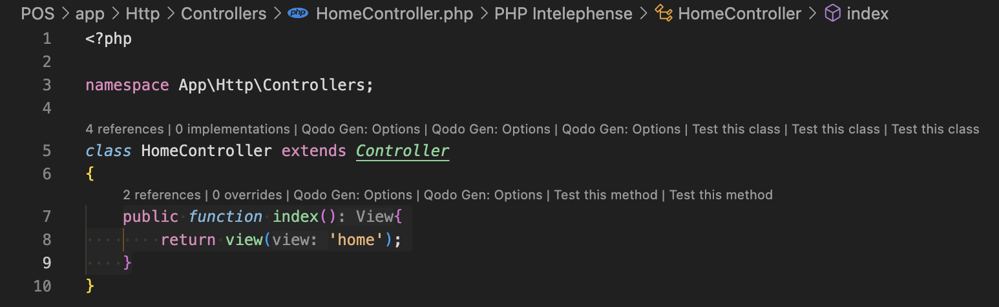 POS > app > Http > Controllers > php HomeController.php > PHP Intelephense > HomeController > index
1 <?php
2
3 namespace App\Http\Controllers;
4
4 references | 0 implementations | Qodo Gen: Options | Qodo Gen: Options | Qodo Gen: Options | Test this class | Test this class | Test this class
5 class HomeController extends Controller
6 {
2 references | 0 overrides | Qodo Gen: Options | Qodo Gen: Options | Test this method | Test this method
7 public function index(): View{
8 return view(view: 'home');
9 }
10 }